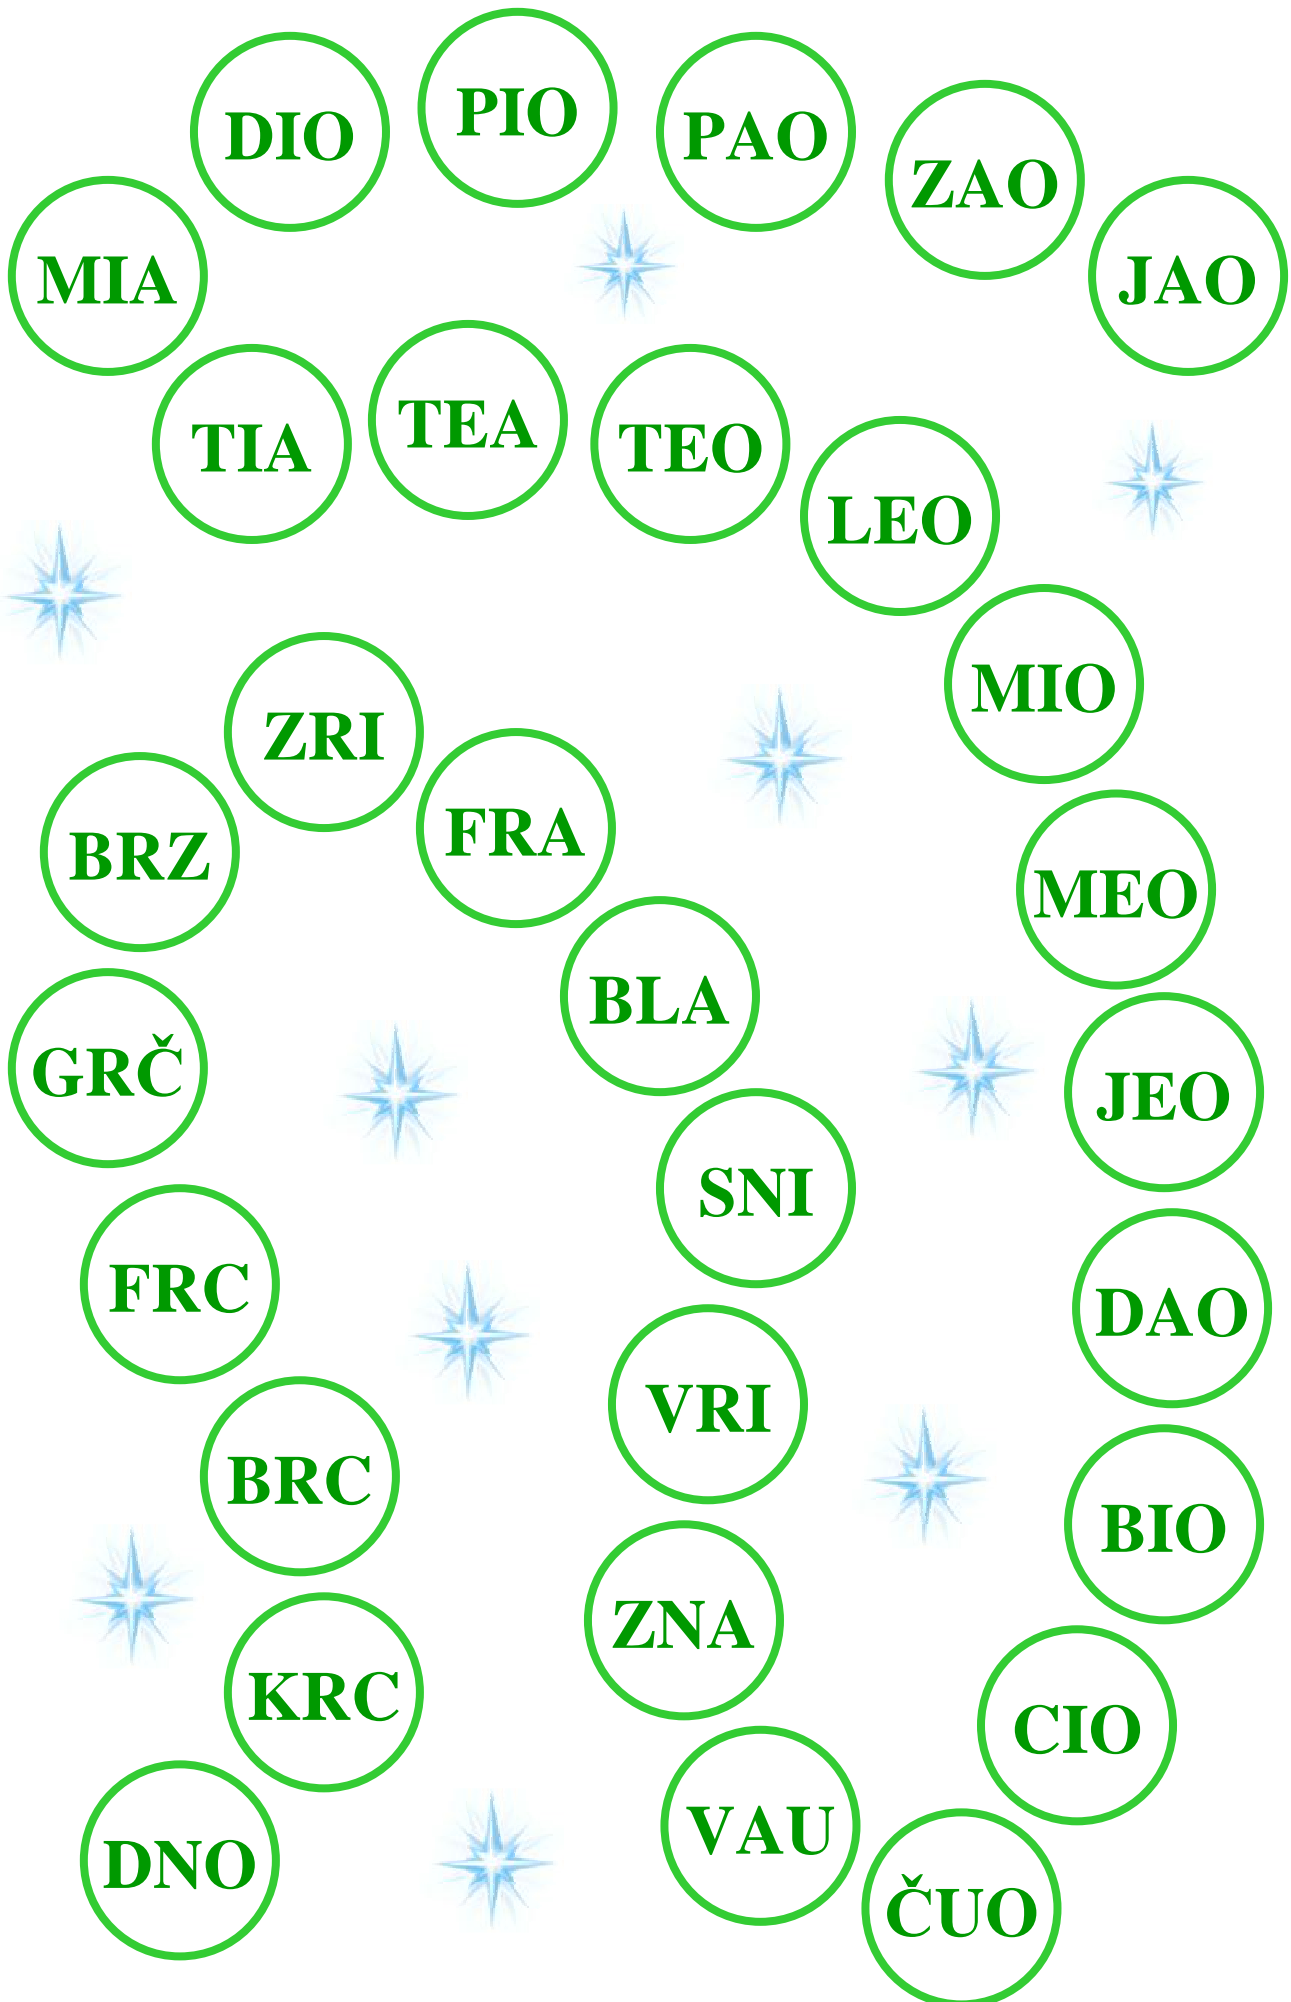 DIO
PIO
PAO
ZAO
JAO
MIA
TIA
TEA
TEO
LEO
MIO
MEO
JEO
DAO
BIO
CIO
ČUO
VAU
ZNA
VRI
SNI
BLA
FRA
ZRI
BRZ
GRČ
FRC
BRC
KRC
DNO